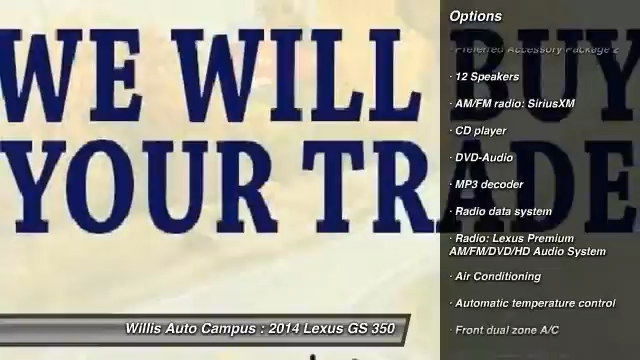 WE WILL BUY
YOUR TRADE
Options
· Preferred Accessory Package 2
· 12 Speakers
· AM/FM radio: SiriusXM
· CD player
· DVD-Audio
· MP3 decoder
· Radio data system
· Radio: Lexus Premium
AM/FM/DVD/HD Audio System
· Air Conditioning
· Automatic temperature control
· Front dual zone A/C
Willis Auto Campus : 2014 Lexus GS 350